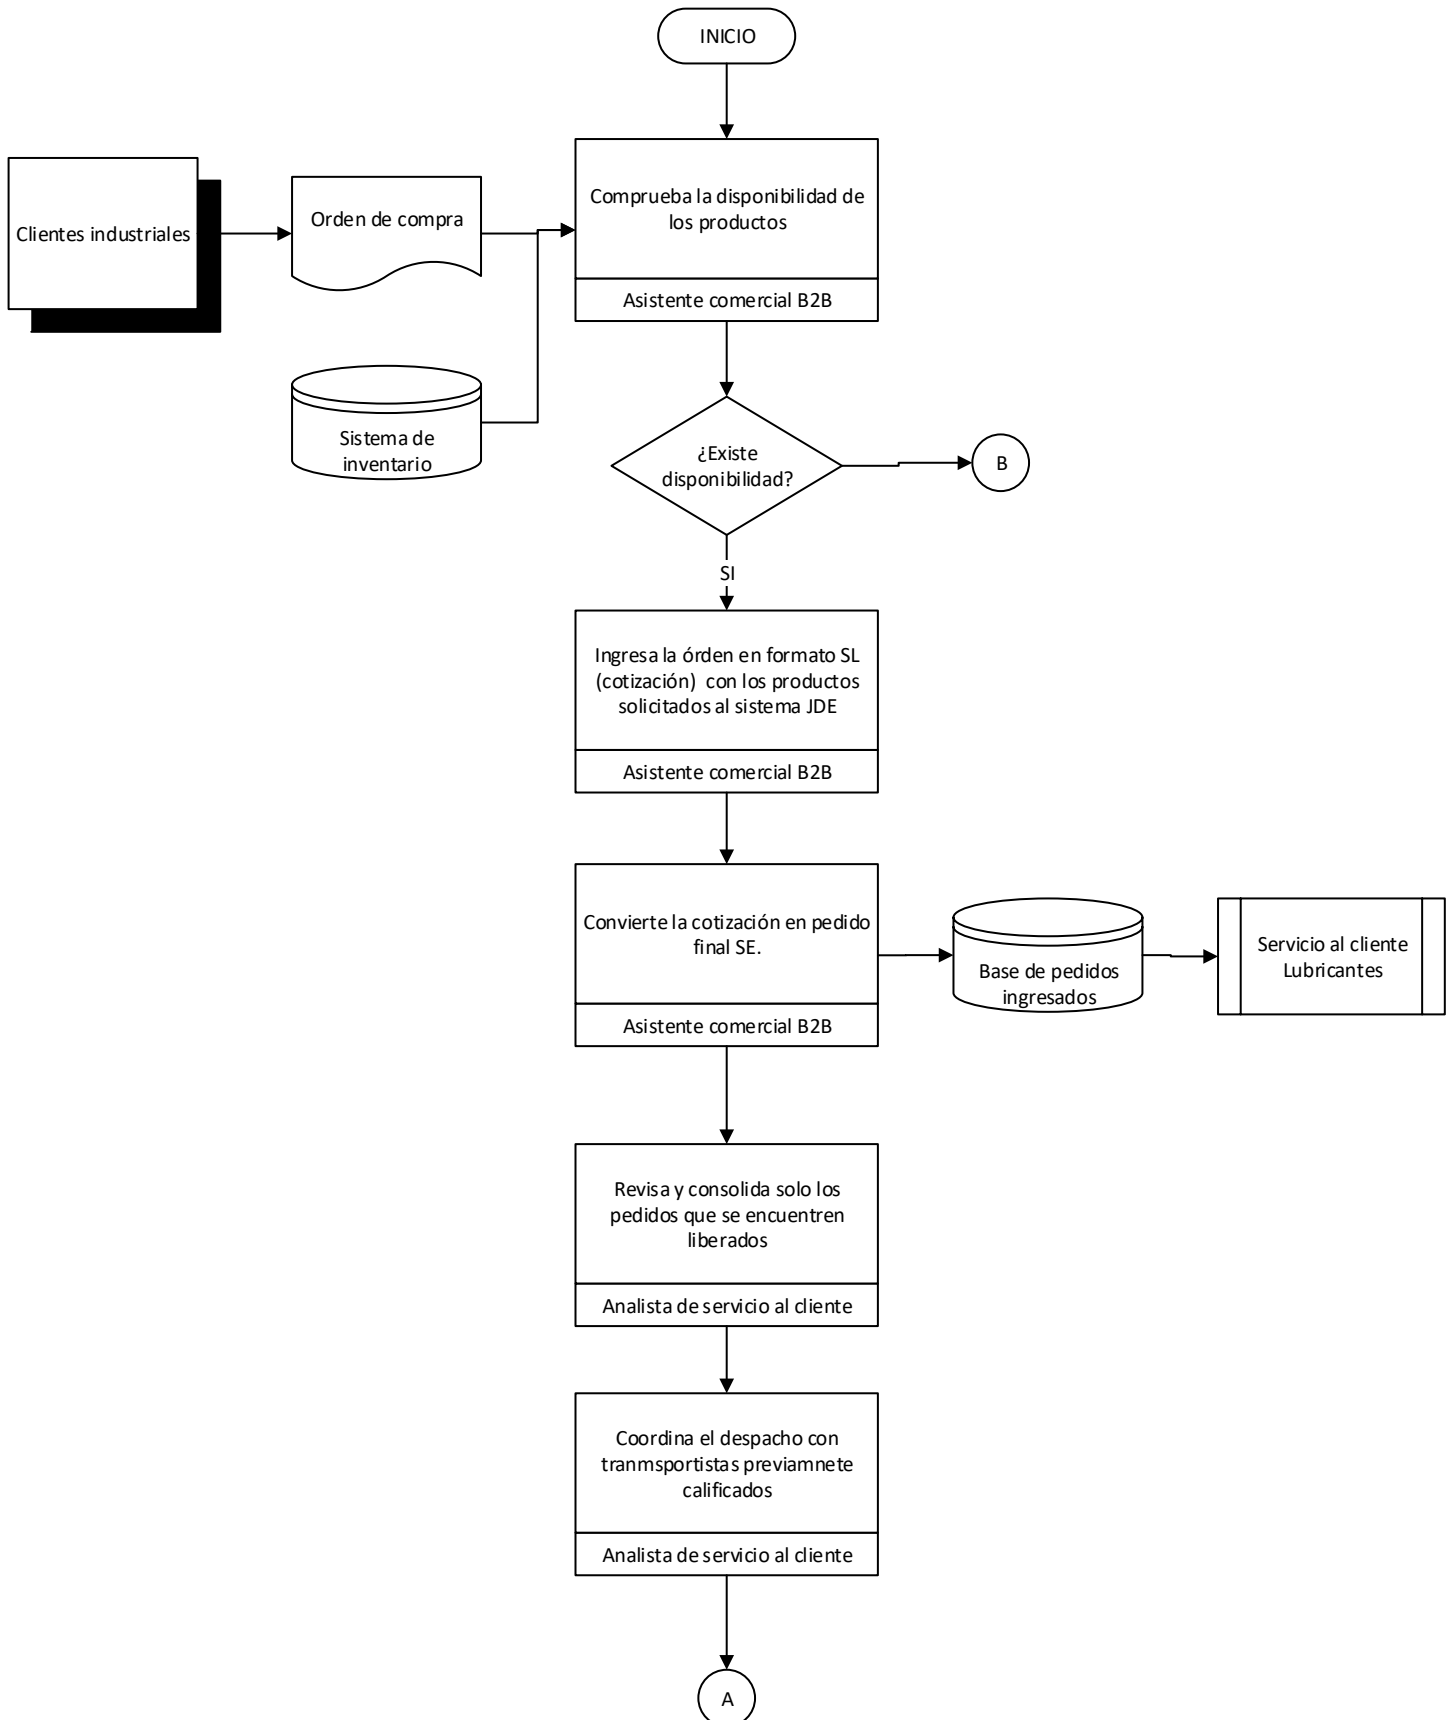 INICIO
Clientes industriales
Orden de compra
Comprueba la disponibilidad de
los productos
Asistente comercial B2B
Sistema de
inventario
¿Existe
disponibilidad?
B
SI
Ingresa la órden en formato SL
(cotización) con los productos
solicitados al sistema JDE
Asistente comercial B2B
Convierte la cotización en pedido
final SE.
Asistente comercial B2B
Base de pedidos
ingresados
Servicio al cliente
Lubricantes
Revisa y consolida solo los
pedidos que se encuentren
liberados
Analista de servicio al cliente
Coordina el despacho con
tranmsportistas previamnete
calificados
Analista de servicio al cliente
A